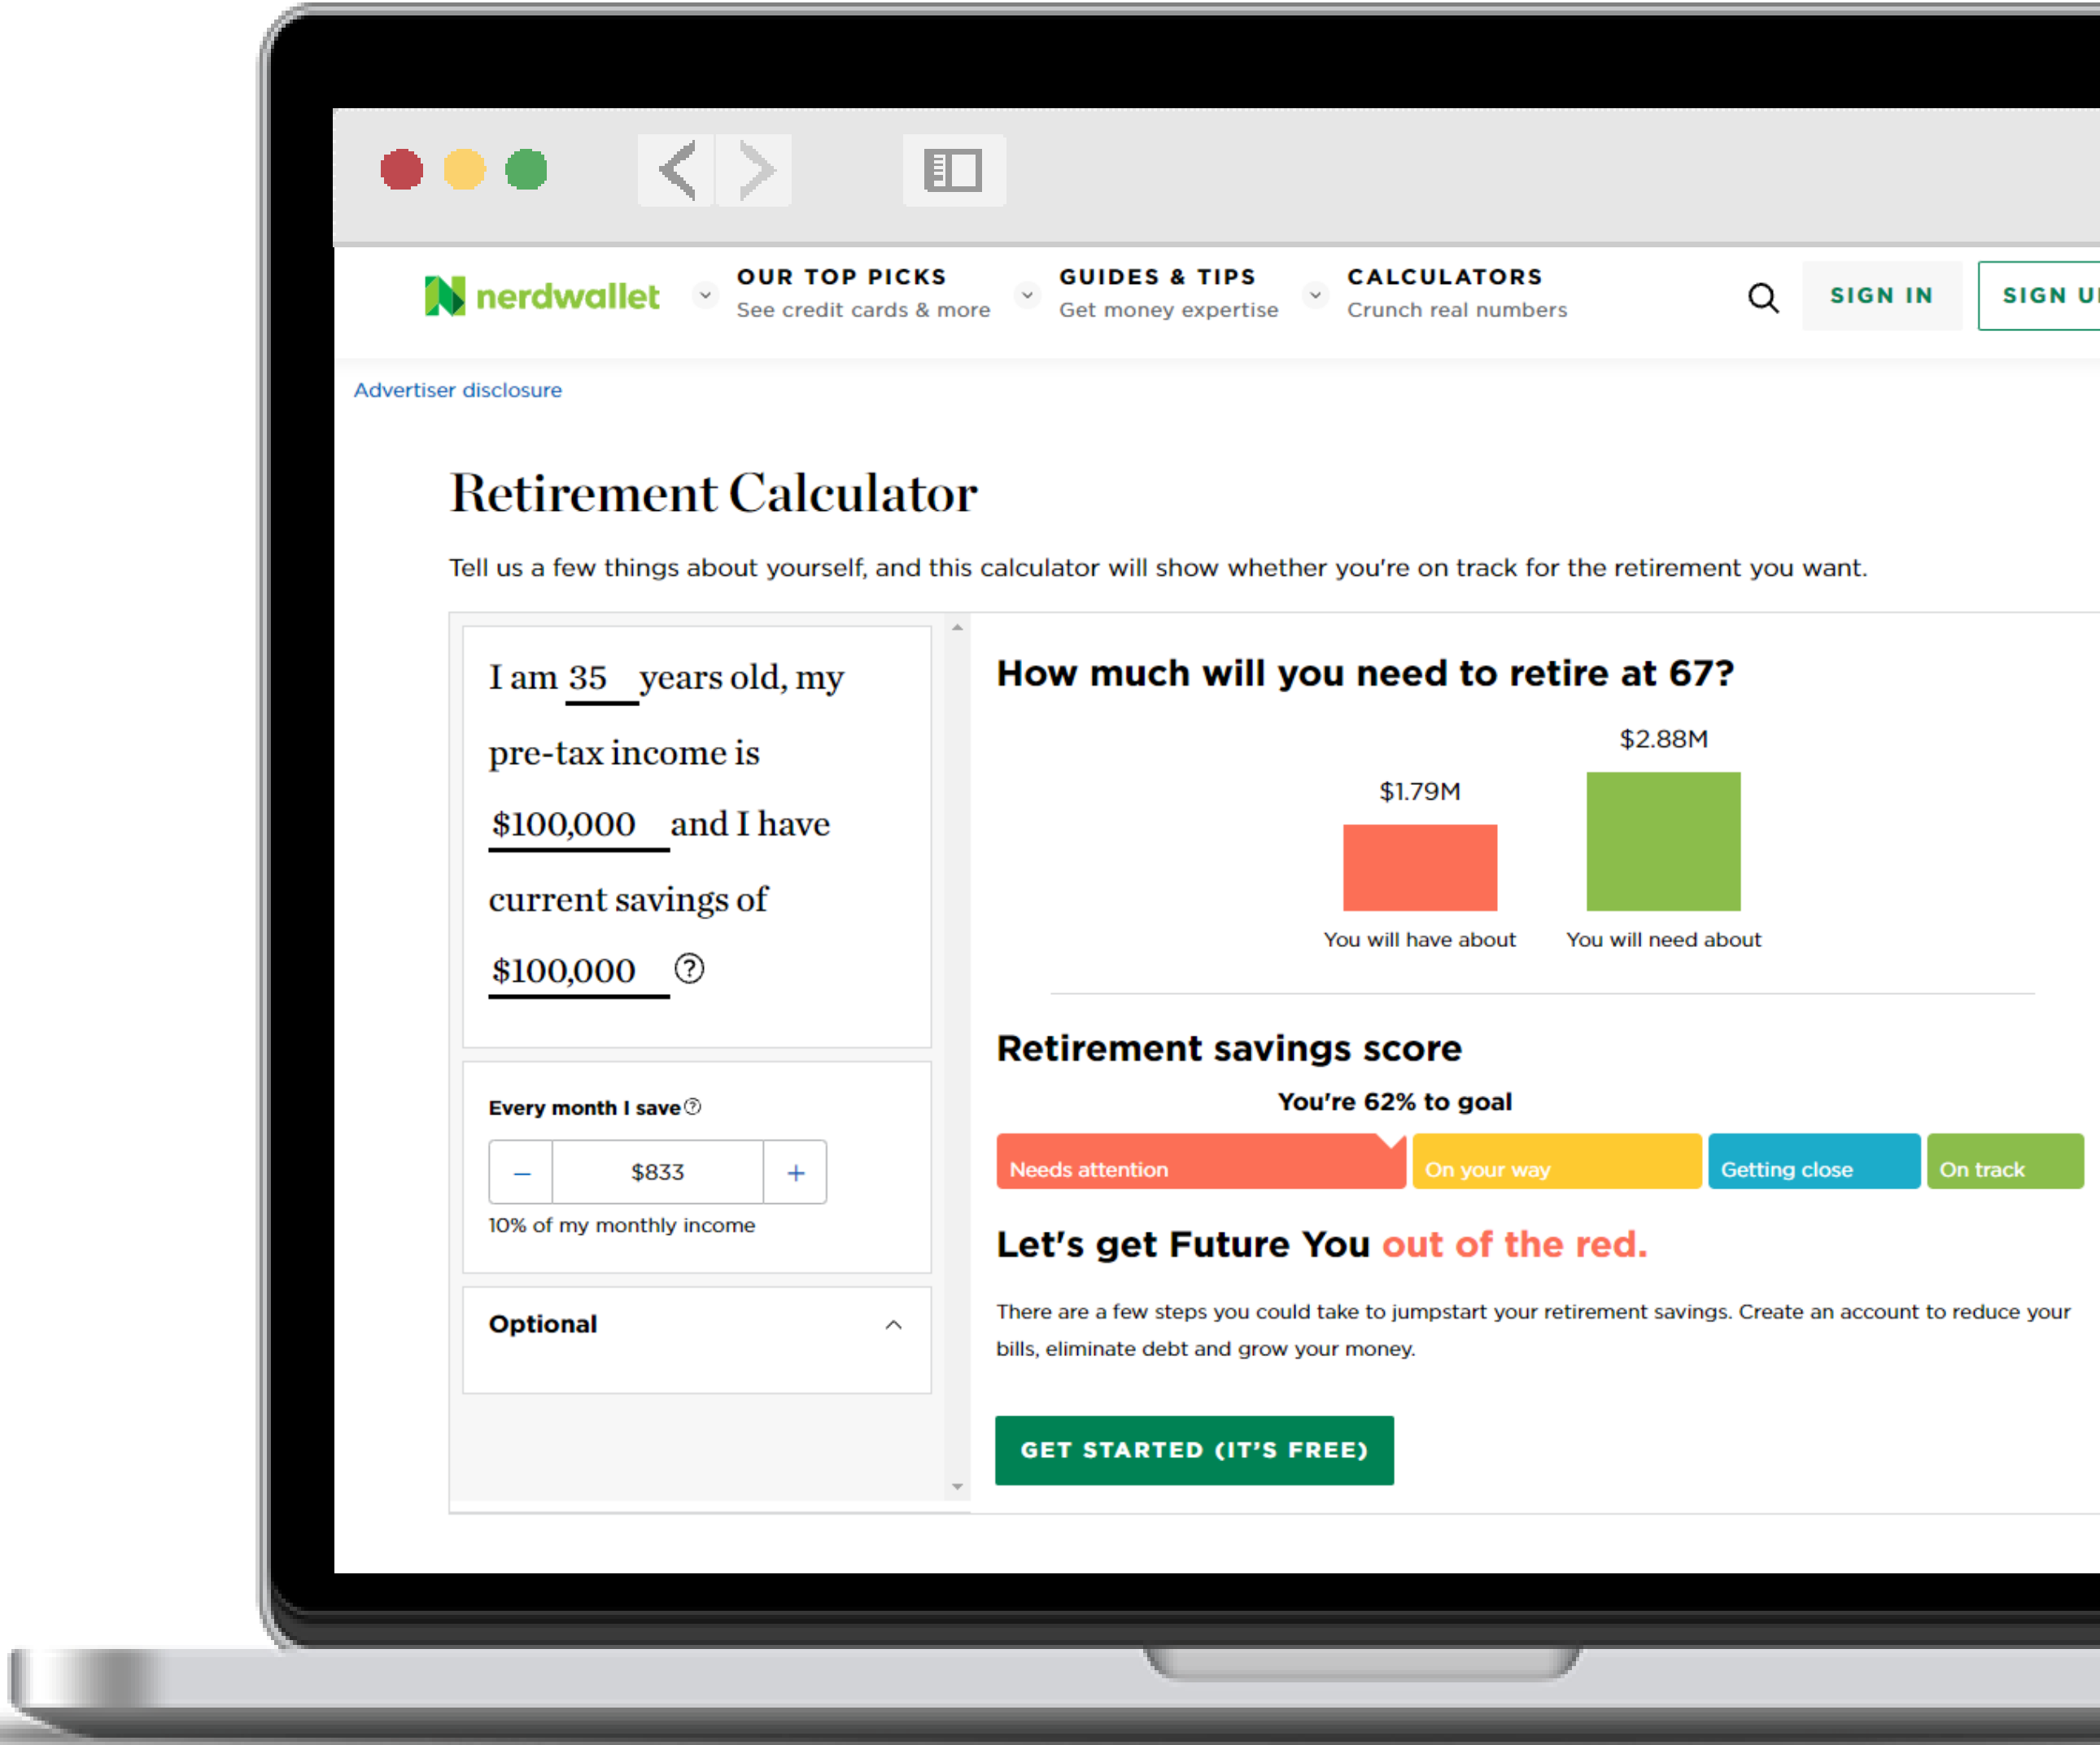 nerdwallet
OUR TOP PICKS
See credit cards & more
GUIDES & TIPS
Get money expertise
CALCULATORS
Crunch real numbers
SIGN IN
SIGN
Advertiser disclosure
Retirement Calculator
Tell us a few things about yourself, and this calculator will show whether you're on track for the retirement you want.
I am 35 years old, my
pre-tax income is
$100,000 and I have
current savings of
$100,000 ?
Every month I save ?
– $833 +
10% of my monthly income
Optional
How much will you need to retire at 67?
$2.88M
$1.79M
You will have about
You will need about
Retirement savings score
You're 62% to goal
Needs attention
On your way
Getting close
On track
Let's get Future You out of the red.
There are a few steps you could take to jumpstart your retirement savings. Create an account to reduce your
bills, eliminate debt and grow your money.
GET STARTED (IT'S FREE)